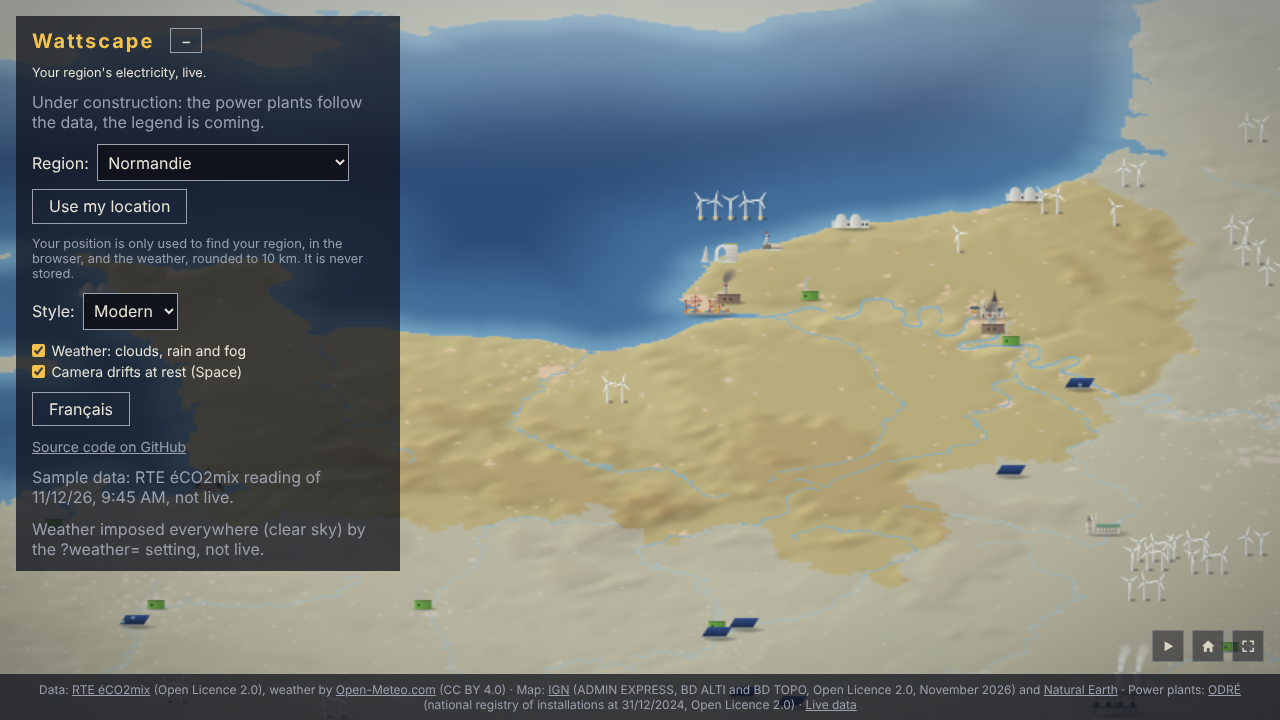 Wattscape
–
Your region's electricity, live.
Under construction: the power plants follow
the data, the legend is coming.
Region: Normandie
Use my location
Your position is only used to find your region, in the
browser, and the weather, rounded to 10 km. It is never
stored.
Style: Modern
Weather: clouds, rain and fog
Camera drifts at rest (Space)
Français
Source code on GitHub
Sample data: RTE éCO2mix reading of
11/12/26, 9:45 AM, not live.
Weather imposed everywhere (clear sky) by
the ?weather= setting, not live.
Data: RTE éCO2mix (Open Licence 2.0), weather by Open-Meteo.com (CC BY 4.0) · Map: IGN (ADMIN EXPRESS, BD ALTI and BD TOPO, Open Licence 2.0, November 2026) and Natural Earth · Power plants: ODRÉ
(national registry of installations at 31/12/2024, Open Licence 2.0) · Live data